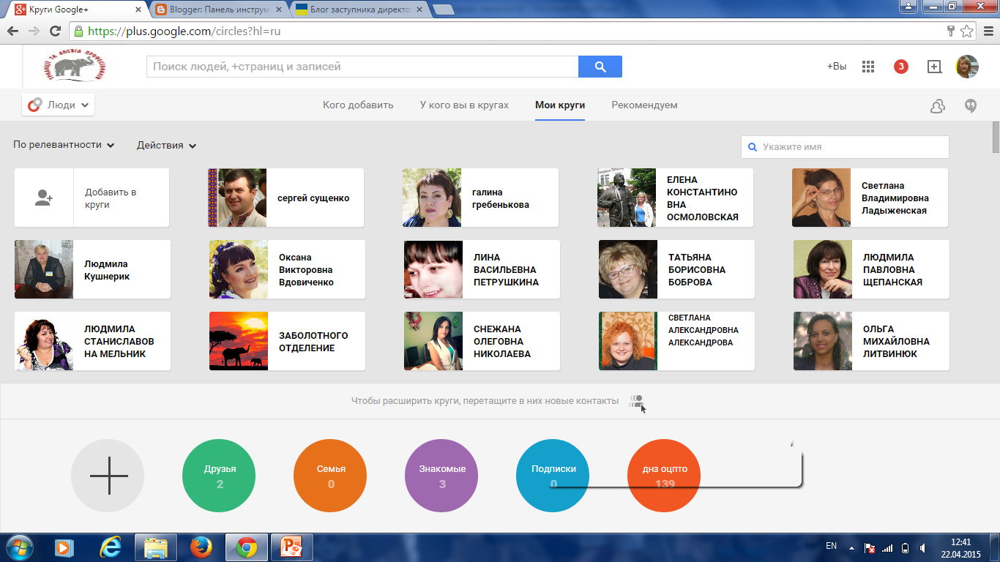 Круги Google+
Blogger: Панель инструм
Блог заступника директо
https://plus.google.com/circles?hl=ru
Поиск людей, +страниц и записей
+Вы
3
Люди
Кого добавить
У кого вы в кругах
Мои круги
Рекомендуем
По релевантности
Действия
Укажите имя
Добавить в
круги
сергей сущенко
галина
гребенькова
ЕЛЕНА
КОНСТАНТИНО
ВНА
ОСМОЛОВСКАЯ
Светлана
Владимировна
Ладыженская
Людмила
Кушнерик
Оксана
Викторовна
Вдовиченко
ЛИНА
ВАСИЛЬЕВНА
ПЕТРУШКИНА
ТАТЬЯНА
БОРИСОВНА
БОБРОВА
ЛЮДМИЛА
ПАВЛОВНА
ЩЕПАНСКАЯ
ЛЮДМИЛА
СТАНИСЛАВОВ
НА МЕЛЬНИК
ЗАБОЛОТНОГО
ОТДЕЛЕНИЕ
СНЕЖАНА
ОЛЕГОВНА
НИКОЛАЕВА
СВЕТЛАНА
АЛЕКСАНДРОВНА
АЛЕКСАНДРОВА
ОЛЬГА
МИХАЙЛОВНА
ЛИТВИНЮК
Чтобы расширить круги, перетащите в них новые контакты
Друзья
2
Семья
0
Знакомые
3
Подписки
0
днз оцпто
139
EN
12:41
22.04.2015